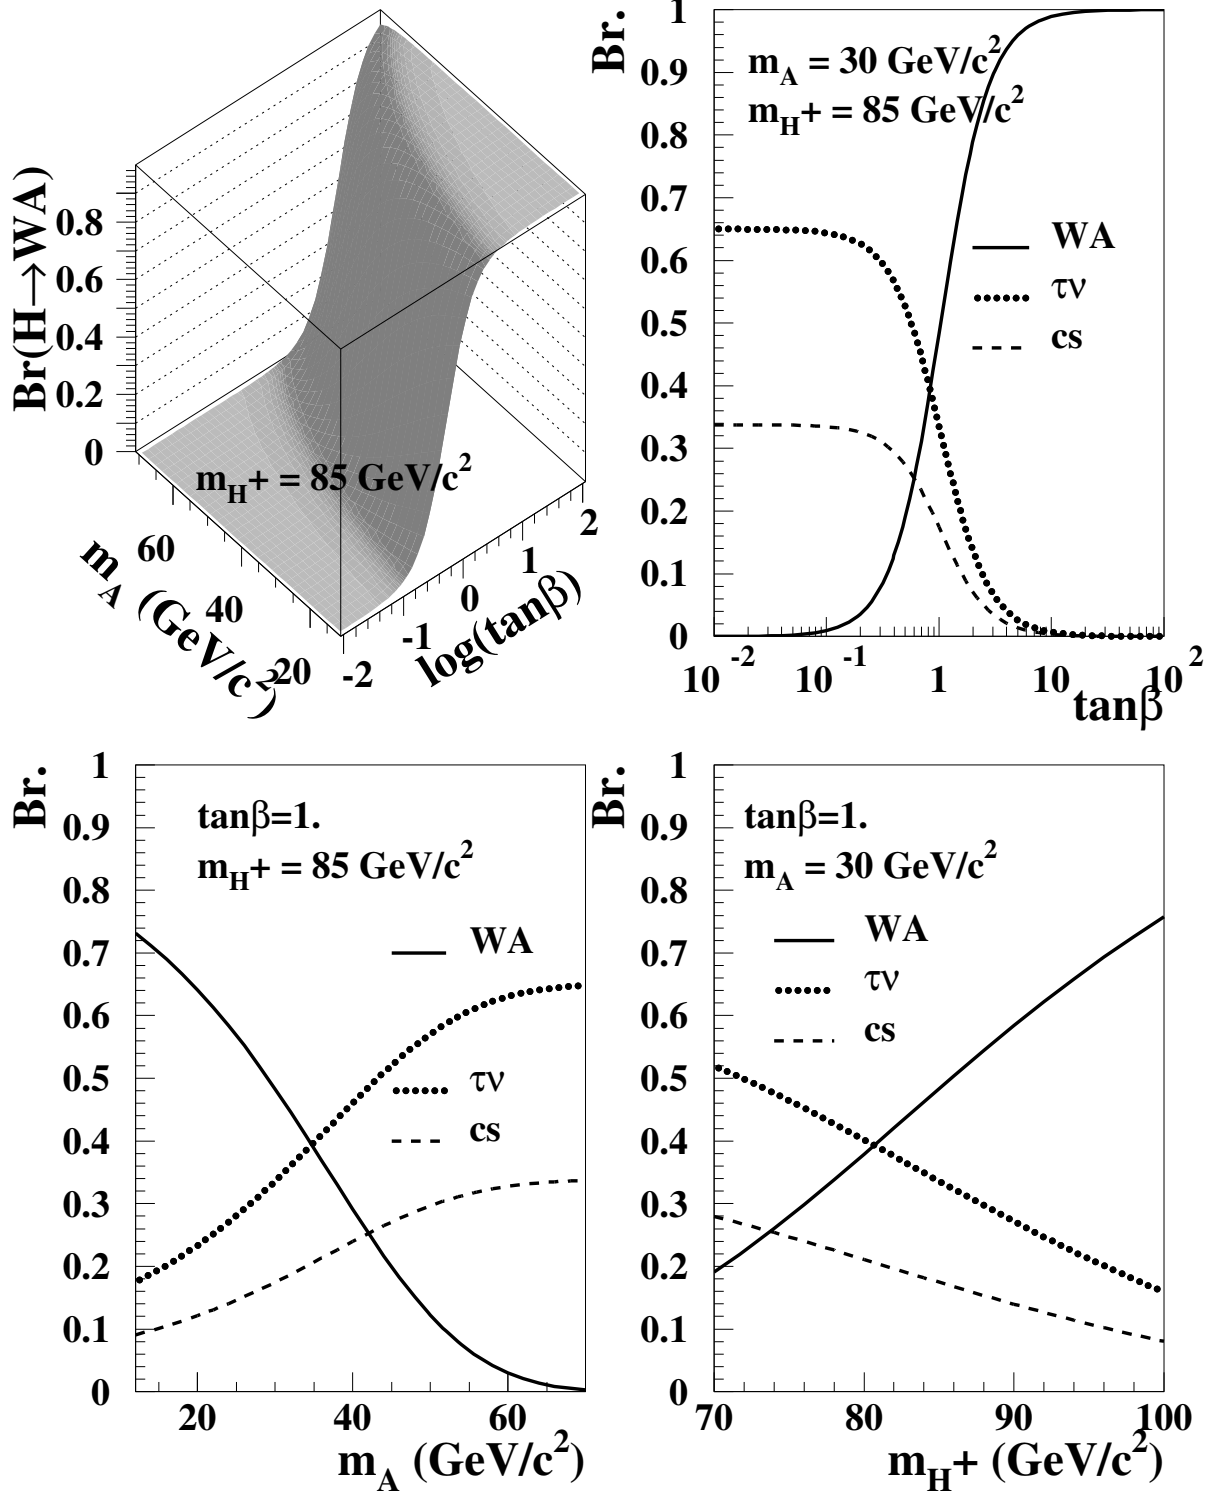 Br(H→WA)
0.8
0.6
0.4
0.2
0
m_H+ = 85 GeV/c²
60
40
20
m_A (GeV/c²)
-2
-1
0
1
2
log(tanβ)
Br.
1
0.9
0.8
0.7
0.6
0.5
0.4
0.3
0.2
0.1
0
m_A = 30 GeV/c²
m_H+ = 85 GeV/c²
WA
τν
cs
10⁻² 10⁻¹ 1 10 10²
tanβ
Br.
1
0.9
0.8
0.7
0.6
0.5
0.4
0.3
0.2
0.1
0
tanβ=1.
m_H+ = 85 GeV/c²
WA
τν
cs
20 40 60
m_A (GeV/c²)
Br.
1
0.9
0.8
0.7
0.6
0.5
0.4
0.3
0.2
0.1
0
tanβ=1.
m_A = 30 GeV/c²
WA
τν
cs
70 80 90 100
m_H+ (GeV/c²)